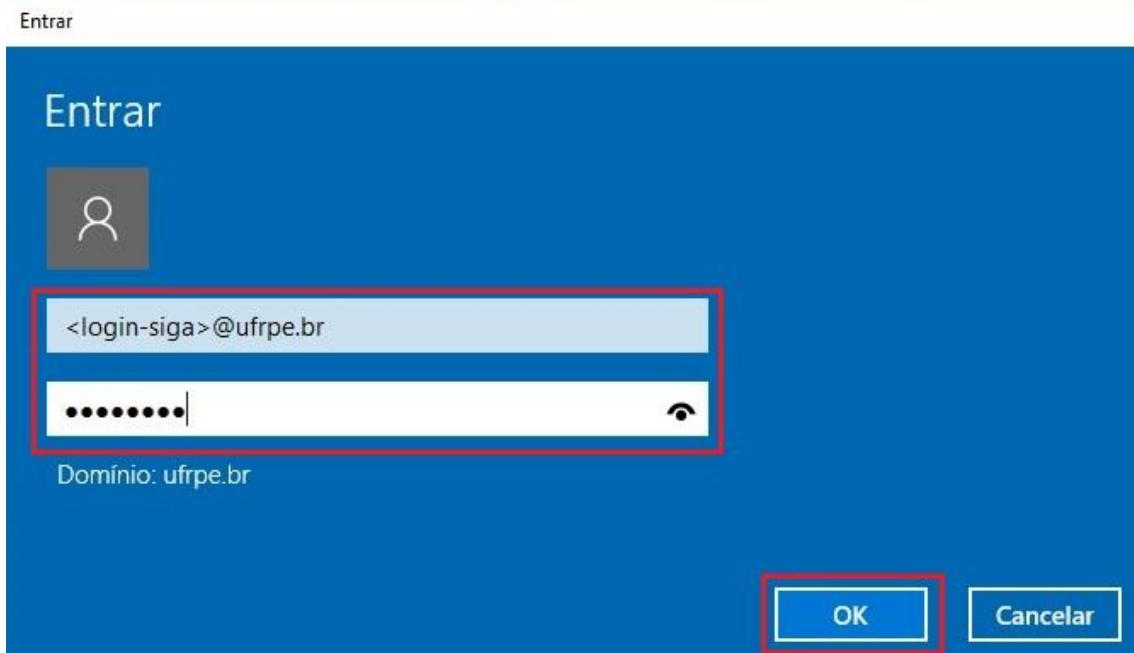 Entrar
Entrar
<login-siga>@ufrpe.br
••••••••
Domínio: ufrpe.br
OK
Cancelar